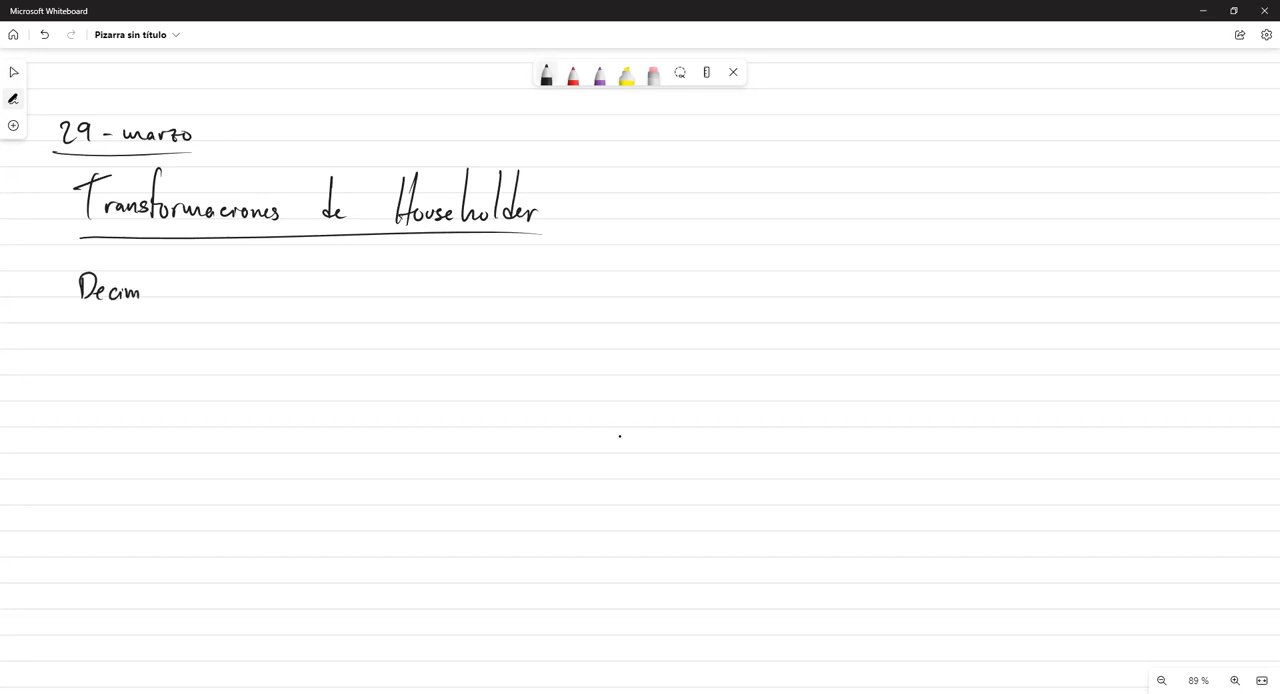 Microsoft Whiteboard
Pizarra sin título
29 - marzo
Transformaciones de Householder
Decim
89 %